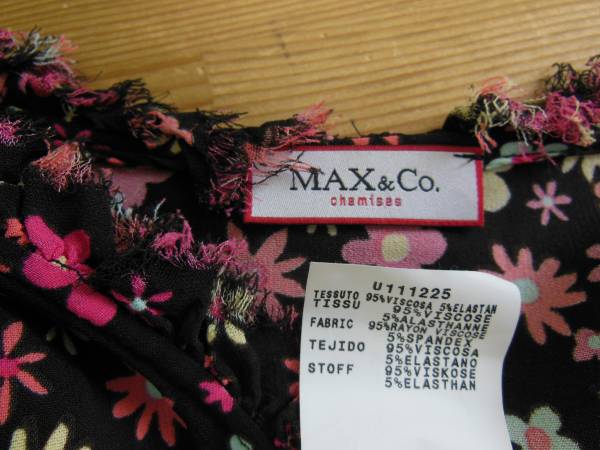 MAX&Co.
chemises
U111225
TESSUTO 95%VISCOSA 5%ELASTAN
TISSU 95%VISCOSE
5%ALASTHANNE
FABRIC 95%RAYON VISCOSE
5%SPANDEX
TEJIDO 95%VISCOSA
5%ELASTANO
STOFF 95%VISKOSE
5%ELASTHAN